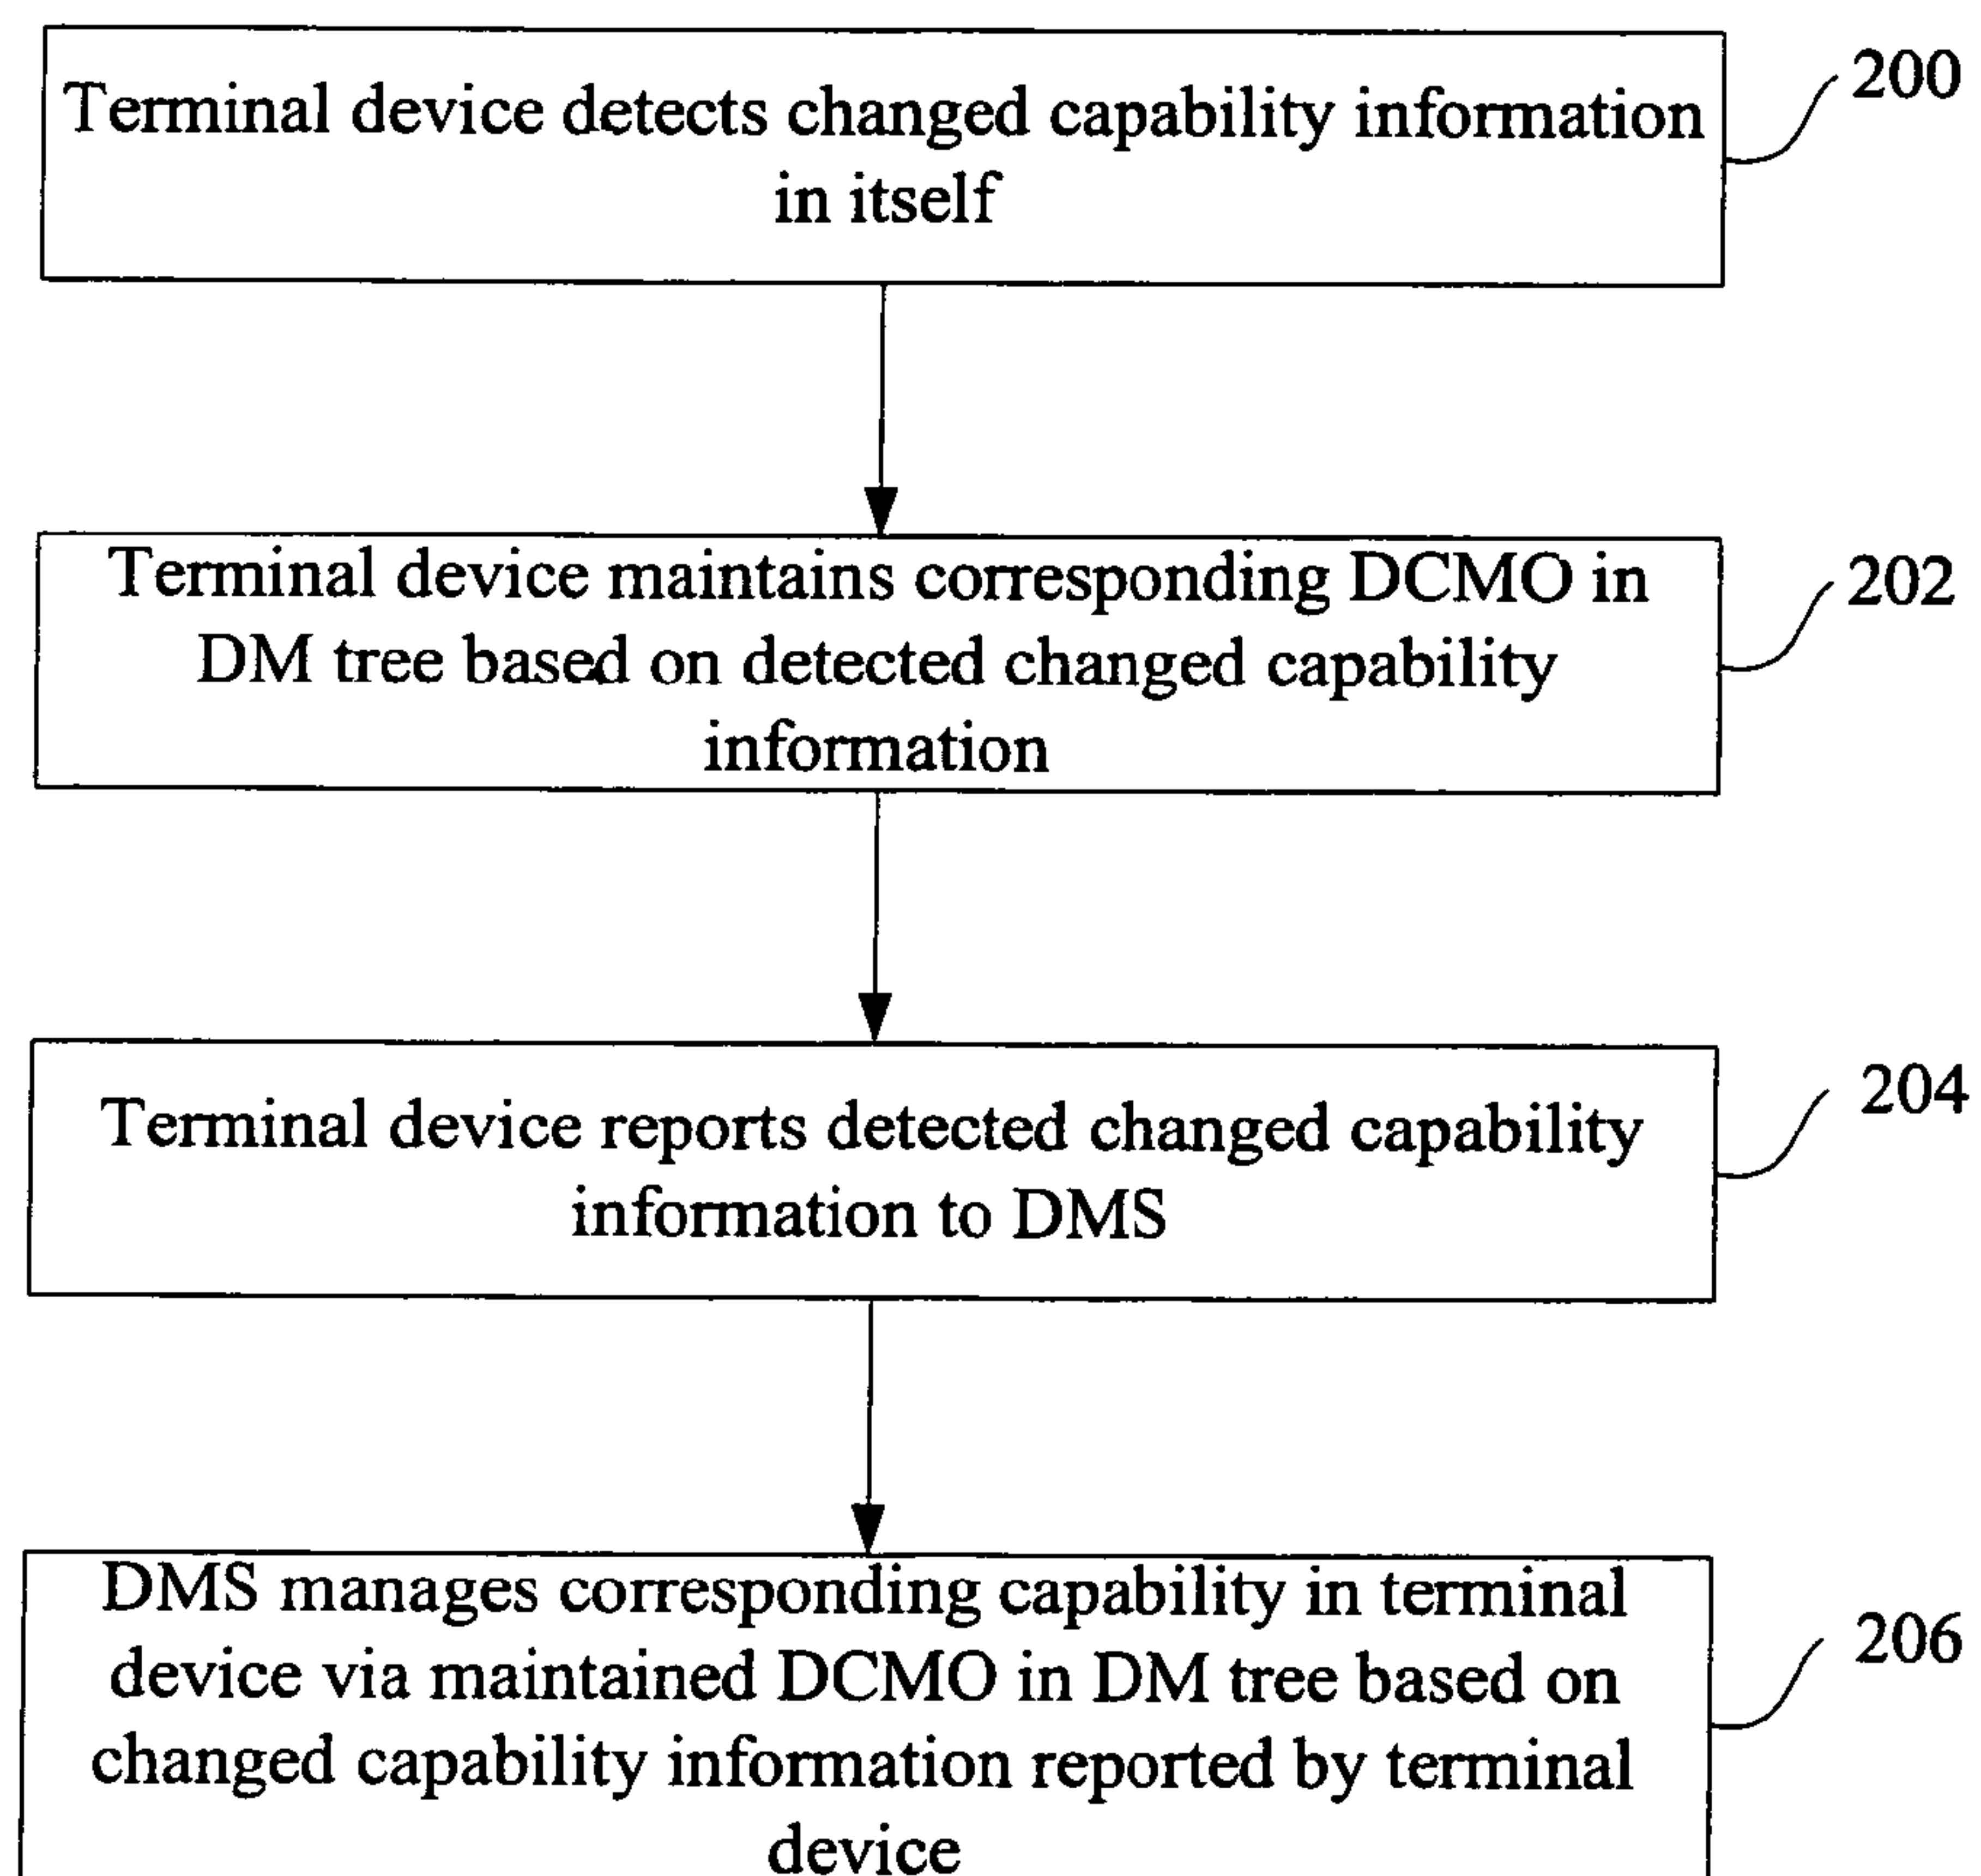 Terminal device detects changed capability information
in itself
200
Terminal device maintains corresponding DCMO in
DM tree based on detected changed capability
information
202
Terminal device reports detected changed capability
information to DMS
204
DMS manages corresponding capability in terminal
device via maintained DCMO in DM tree based on
changed capability information reported by terminal
device
206